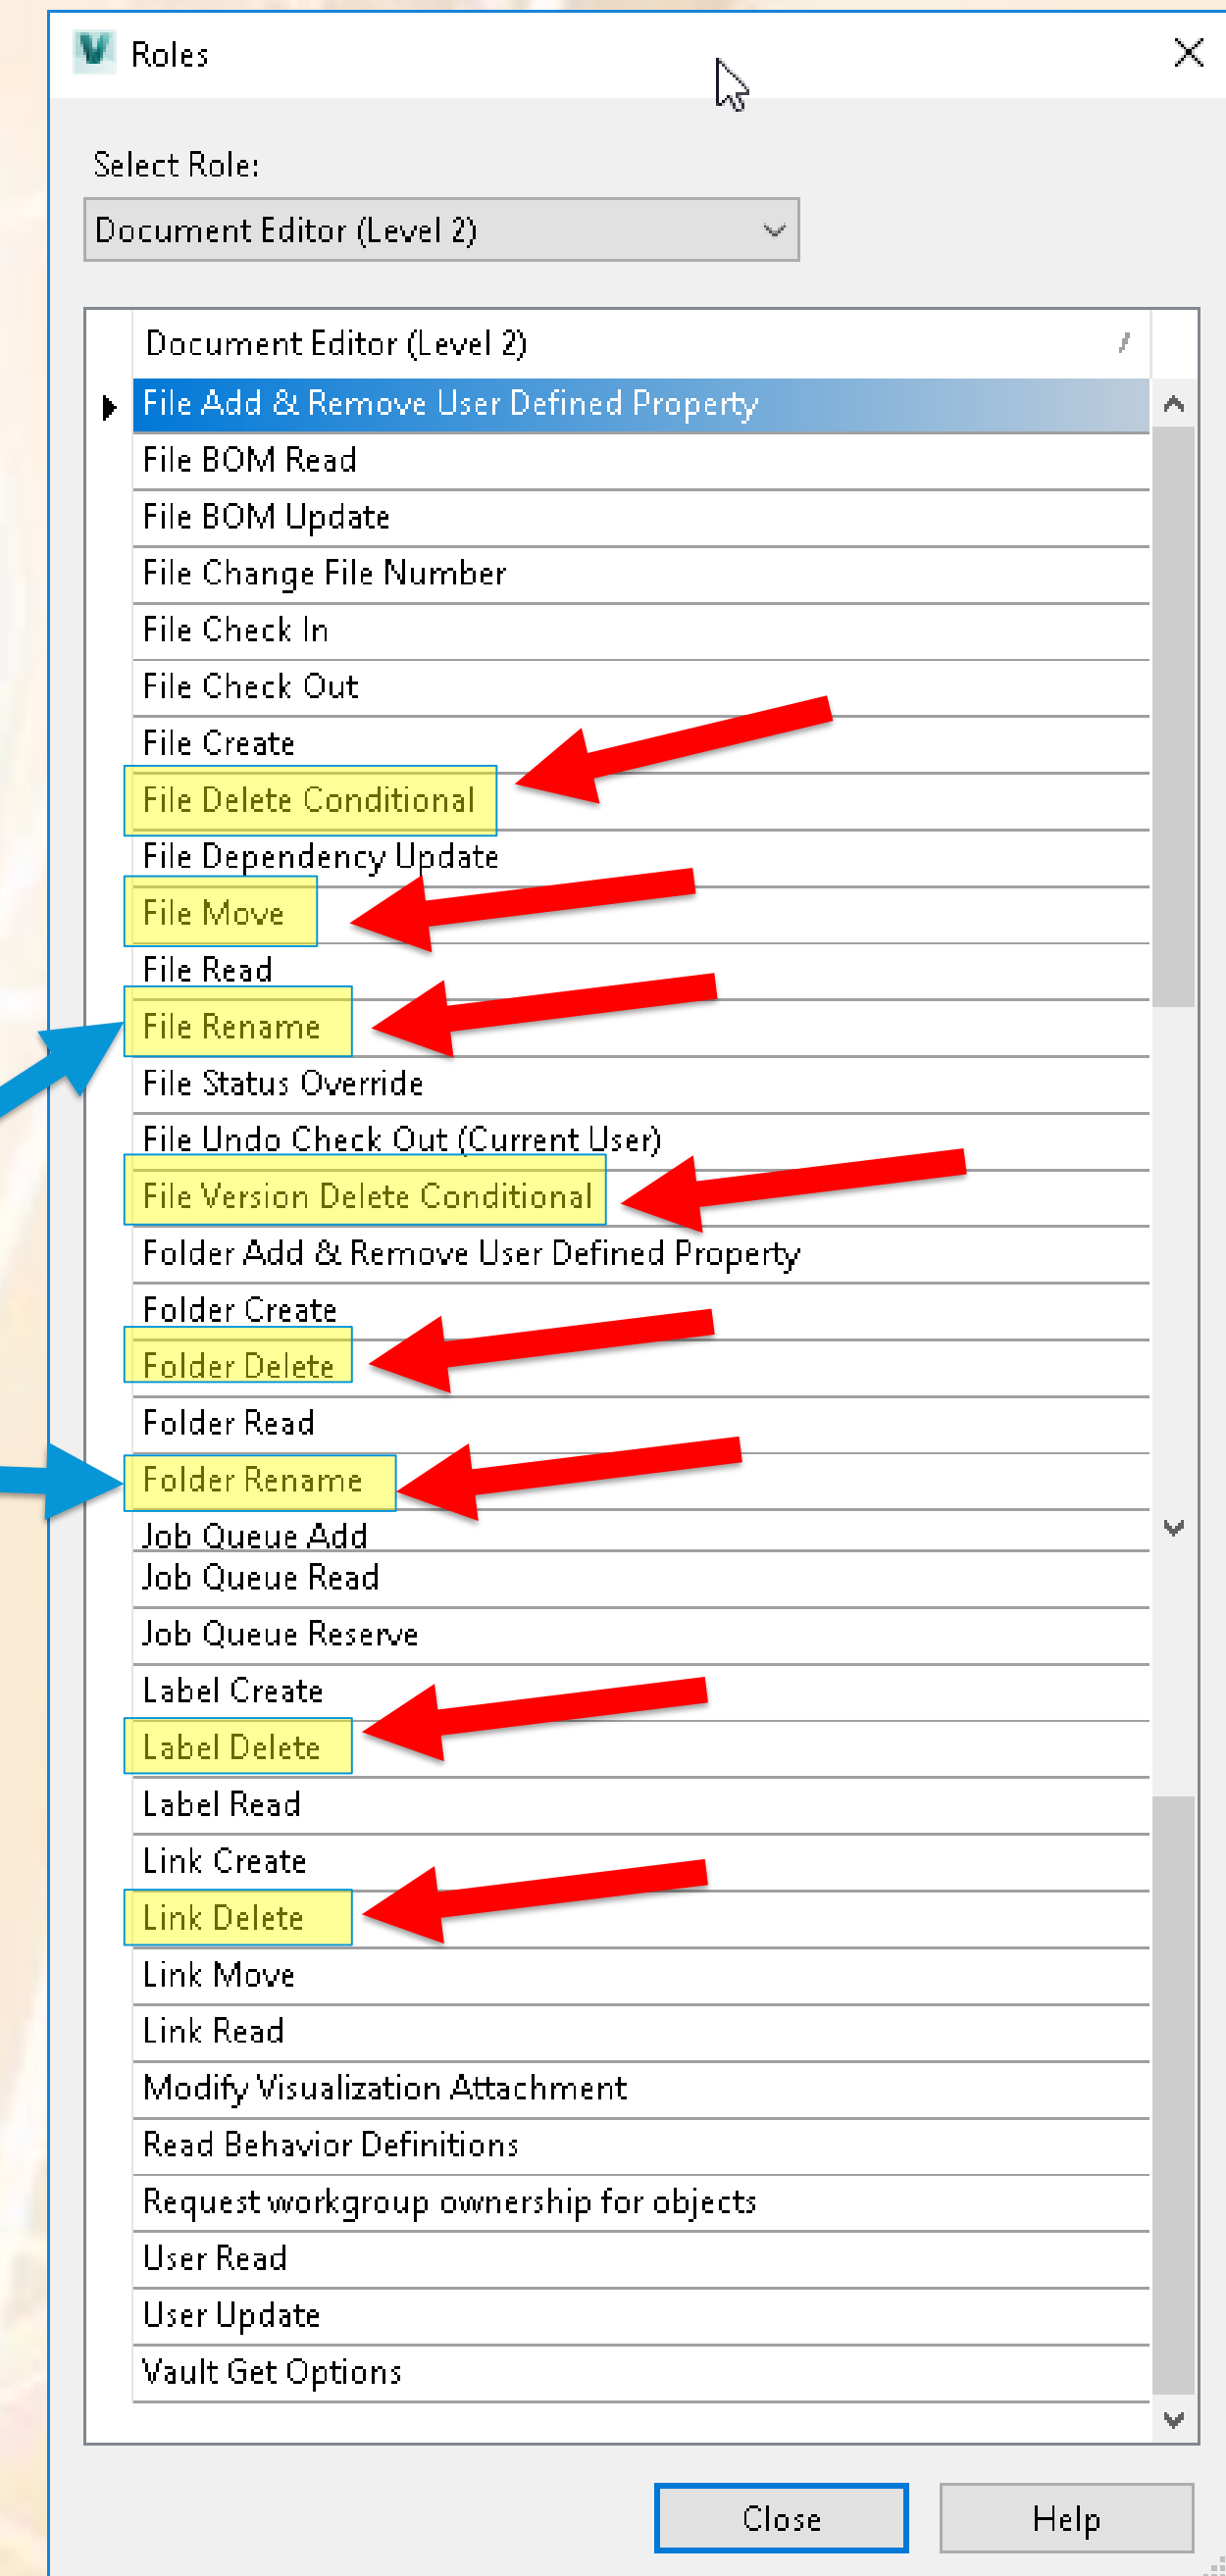 Roles
Select Role:
Document Editor (Level 2)
Document Editor (Level 2)
File Add & Remove User Defined Property
File BOM Read
File BOM Update
File Change File Number
File Check In
File Check Out
File Create
File Delete Conditional
File Dependency Update
File Move
File Read
File Rename
File Status Override
File Undo Check Out (Current User)
File Version Delete Conditional
Folder Add & Remove User Defined Property
Folder Create
Folder Delete
Folder Read
Folder Rename
Job Queue Add
Job Queue Read
Job Queue Reserve
Label Create
Label Delete
Label Read
Link Create
Link Delete
Link Move
Link Read
Modify Visualization Attachment
Read Behavior Definitions
Request workgroup ownership for objects
User Read
User Update
Vault Get Options
Close Help